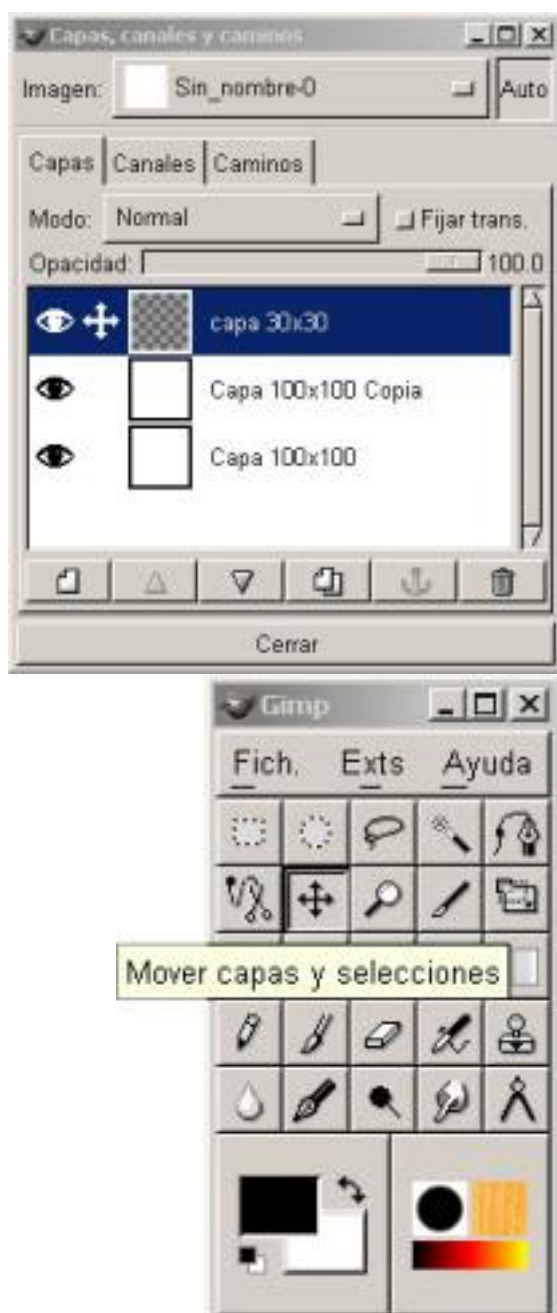 Capas, canales y caminos
Imagen: Sin_nombre-0 Auto
Capas Canales Caminos
Modo: Normal Fijar trans.
Opacidad: 100.0
capa 30x30
Capa 100x100 Copia
Capa 100x100
Cerrar
Gimp
Fich. Exts Ayuda
Mover capas y selecciones